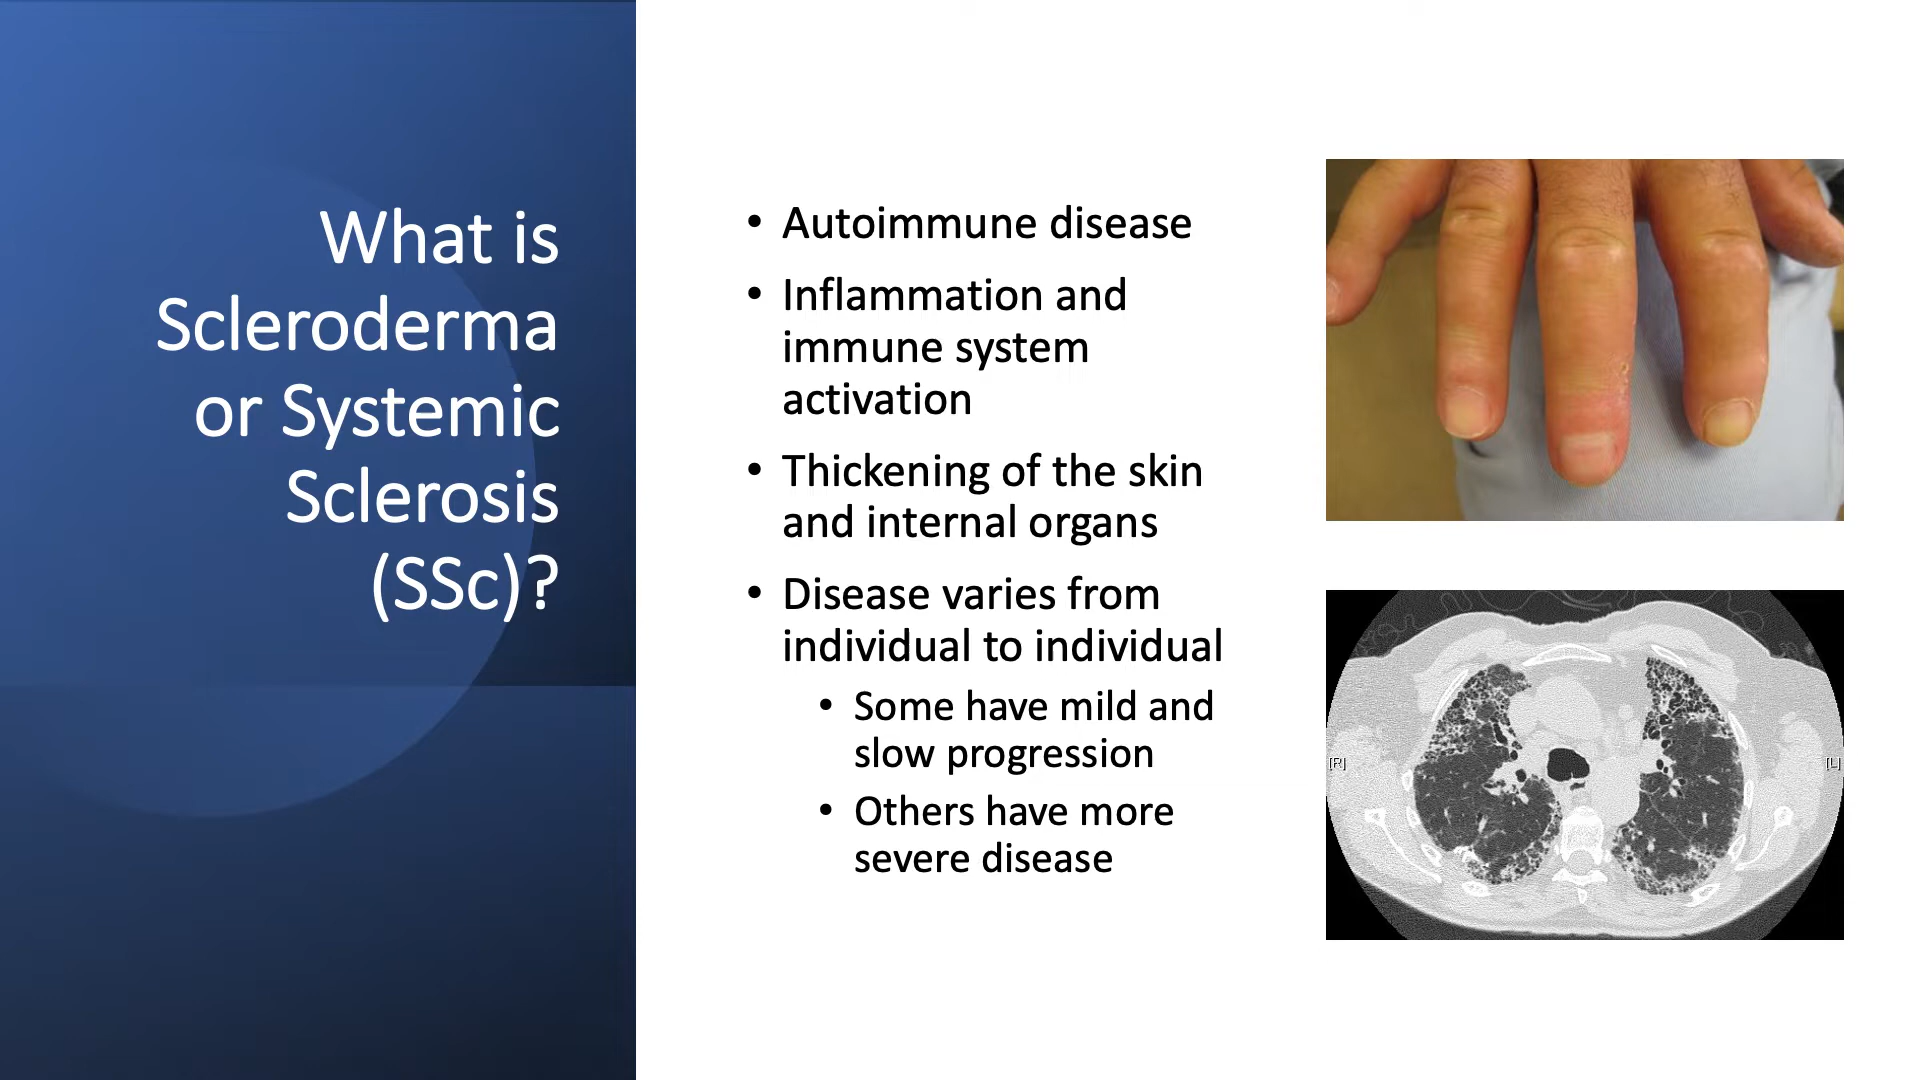 What is
Scleroderma
or Systemic
Sclerosis
(SSc)?
• Autoimmune disease
• Inflammation and
immune system
activation
• Thickening of the skin
and internal organs
• Disease varies from
individual to individual
• Some have mild and
slow progression
• Others have more
severe disease
[R]
[L]